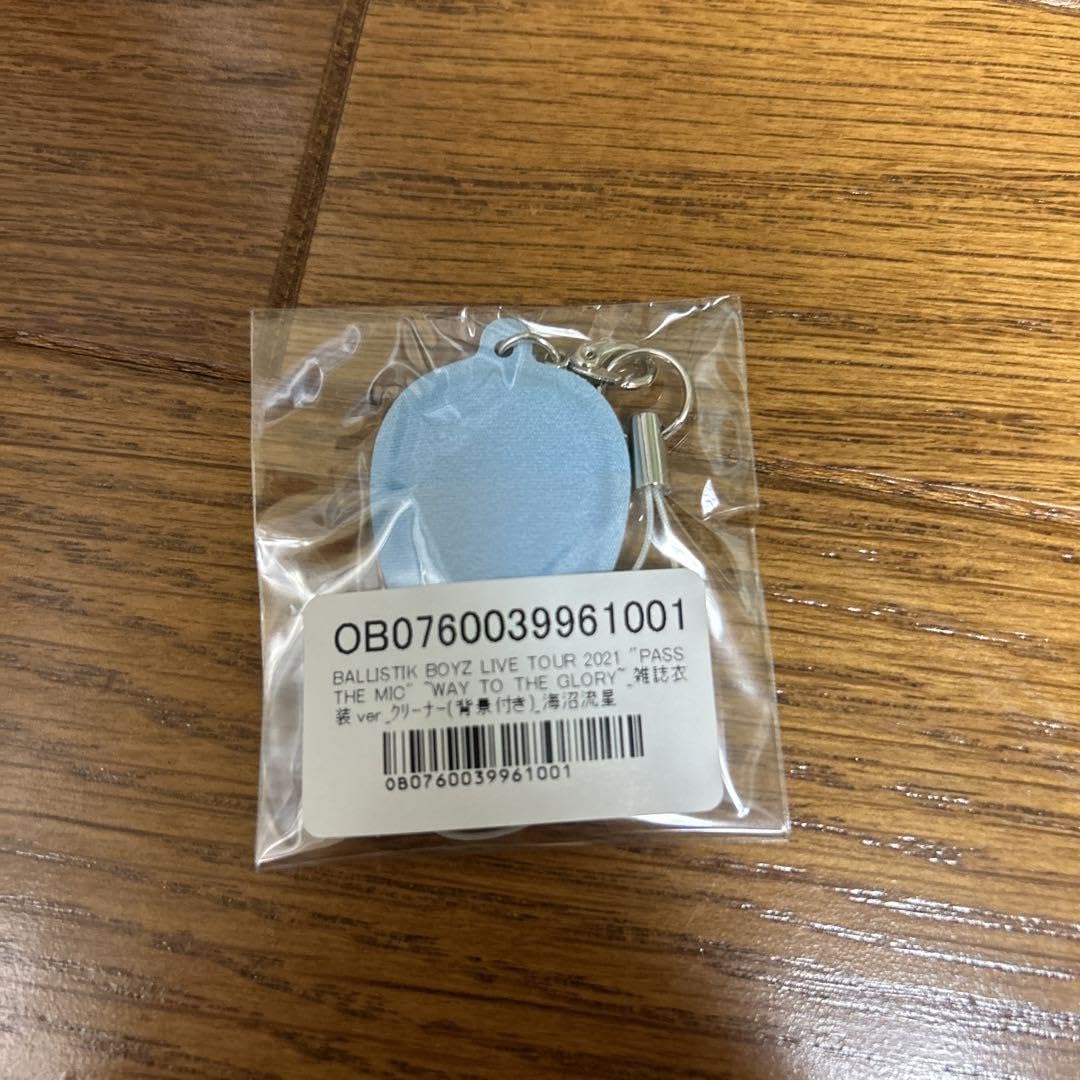 OB0760039961001
BALLISTIK BOYZ LIVE TOUR 2021 "PASS
THE MIC" ~WAY TO THE GLORY~_雑誌衣
装 ver_ｸﾘｰﾅｰ(背景付き)_海沼流星
OB0760039961001